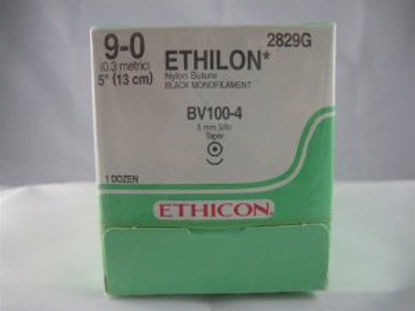 9-0
(0.3 metric)
5" (13 cm)
ETHILON*
2829G
Nylon Suture
BLACK MONOFILAMENT
BV100-4
5 mm 3/8c
Taper
1 DOZEN
ETHICON